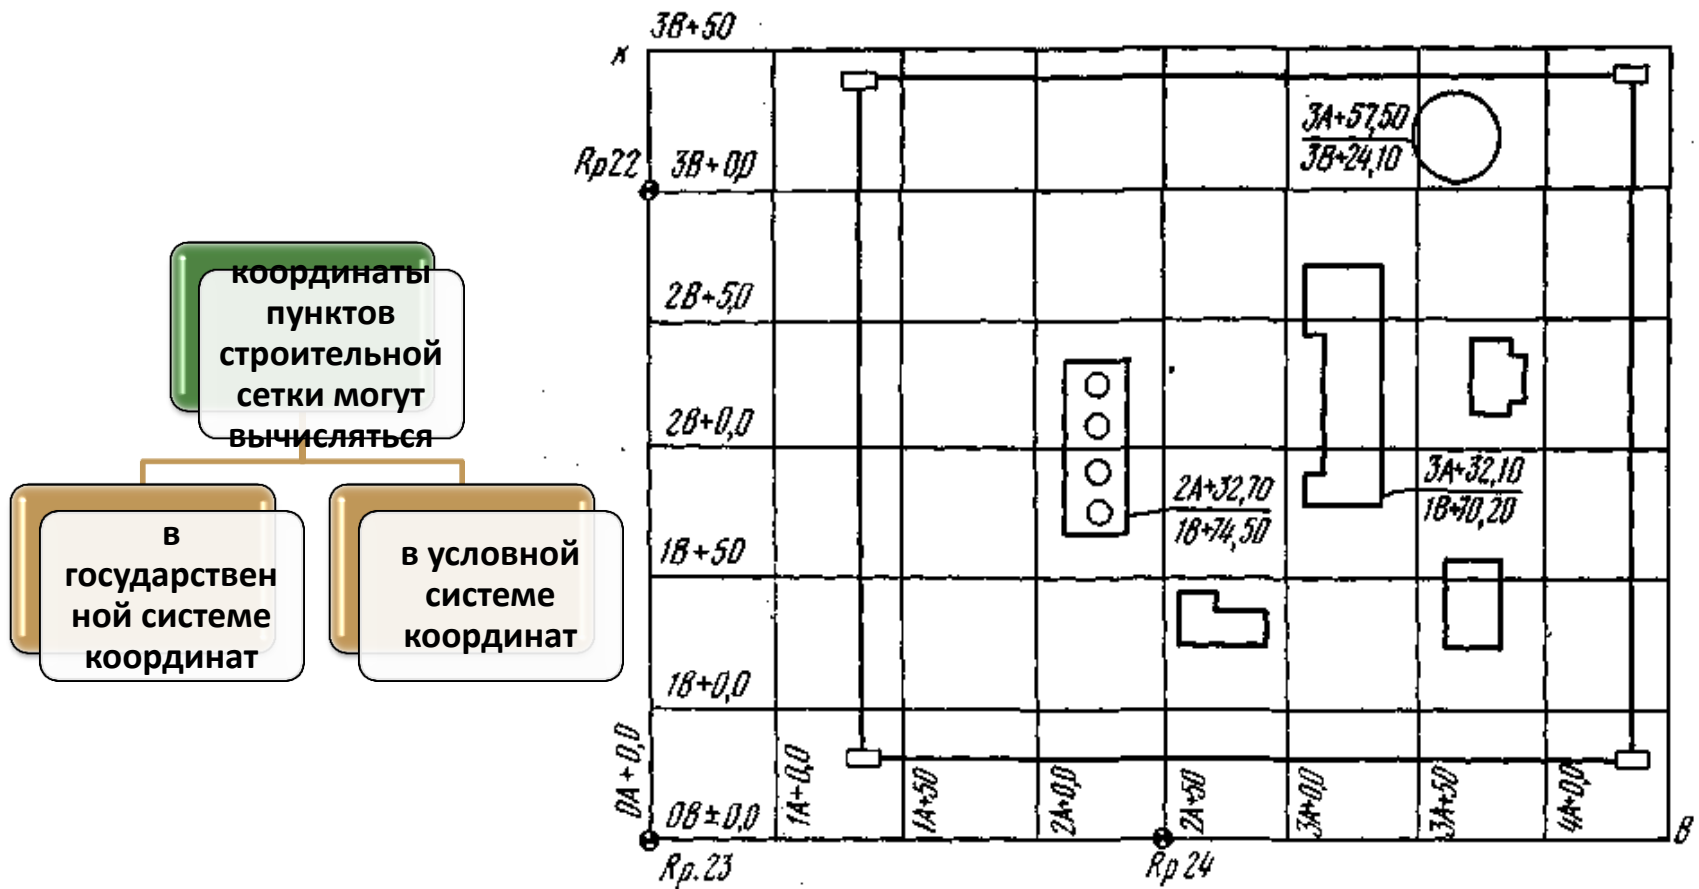 координаты
пунктов
строительной
сетки могут
вычисляться
в
государствен
ной системе
координат
в условной
системе
координат
3В+50
х
Rp22
3В+0,0
2В+5,0
2В+0,0
1В+50
1В+0,0
0В±0,0
0А+0,0
1А+0,0
1А+50
2А+0,0
2А+50
3А+0,0
3А+50
4А+0,0
В
Rp.23
Rp 24
3А+57,50
3В+24,10
2А+32,70
1В+74,50
3А+32,10
1В+70,20